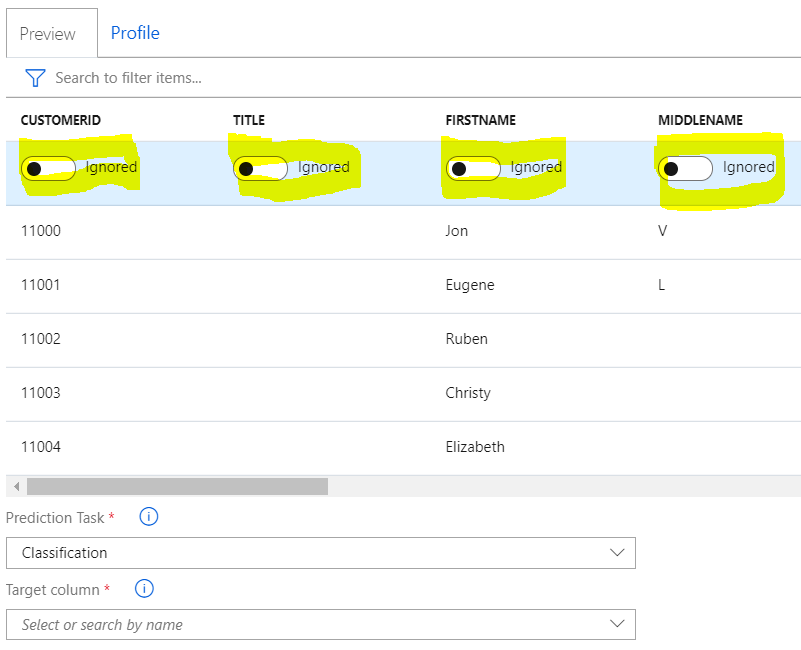 Preview Profile
Search to filter items...
CUSTOMERID TITLE FIRSTNAME MIDDLENAME
Ignored Ignored Ignored Ignored
11000 Jon V
11001 Eugene L
11002 Ruben
11003 Christy
11004 Elizabeth
Prediction Task *
Classification
Target column *
Select or search by name